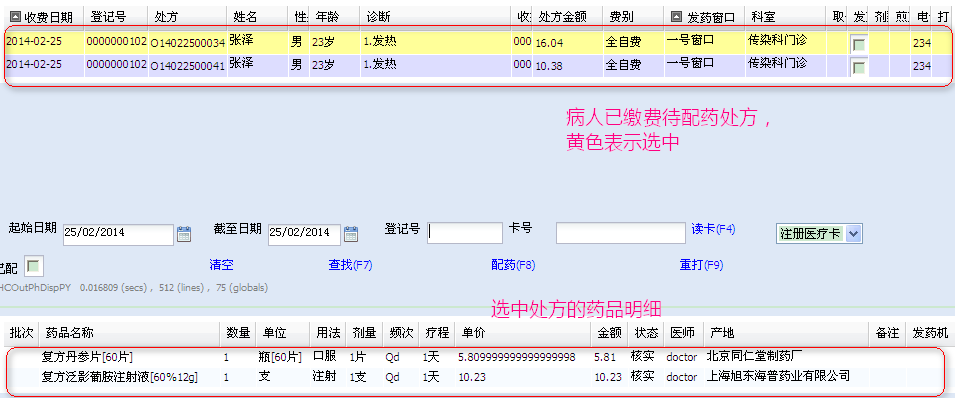 收费日期 登记号 处方 姓名 性 年龄 诊断 收 处方金额 费别 发药窗口 科室 取 发 剂 煎 电 打
2014-02-25 0000000102 O14022500034 张泽 男 23岁 1.发热 000 16.04 全自费 一号窗口 传染科门诊 234
2014-02-25 0000000102 O14022500041 张泽 男 23岁 1.发热 000 10.38 全自费 一号窗口 传染科门诊 234
病人已缴费待配药处方，
黄色表示选中
起始日期 25/02/2014 截至日期 25/02/2014 登记号 卡号 读卡(F4) 注册医疗卡
已配 清空 查找(F7) 配药(F8) 重打(F9)
HCOutPhDispPY 0.016809 (secs) , 512 (lines) , 75 (globals)
选中处方的药品明细
批次 药品名称 数量 单位 用法 剂量 频次 疗程 单价 金额 状态 医师 产地 备注 发药机
复方丹参片[60片] 1 瓶[60片] 口服 1片 Qd 1天 5.809999999999999998 5.81 核实 doctor 北京同仁堂制药厂
复方泛影葡胺注射液[60%12g] 1 支 注射 1支 Qd 1天 10.23 10.23 核实 doctor 上海旭东海普药业有限公司